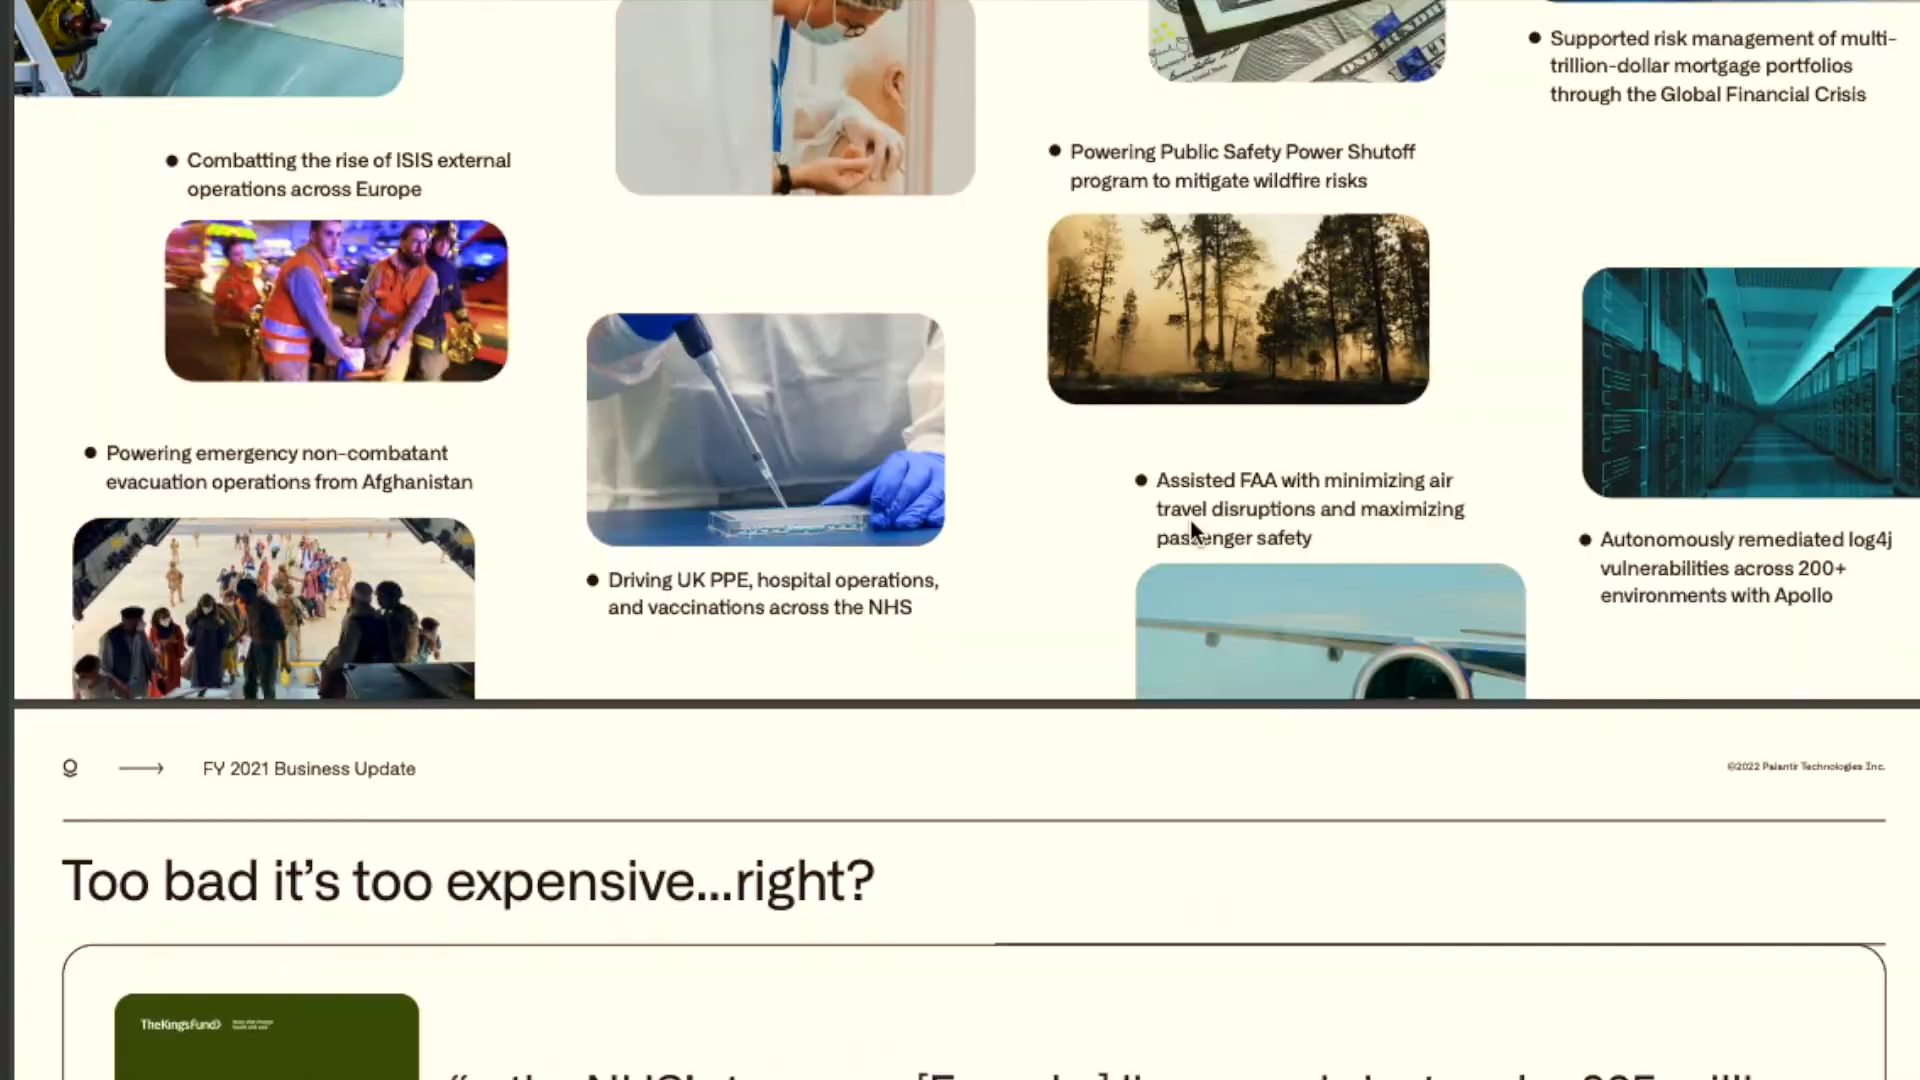 Supported risk management of multi-
trillion-dollar mortgage portfolios
through the Global Financial Crisis
Combatting the rise of ISIS external
operations across Europe
Powering Public Safety Power Shutoff
program to mitigate wildfire risks
Powering emergency non-combatant
evacuation operations from Afghanistan
Assisted FAA with minimizing air
travel disruptions and maximizing
passenger safety
Driving UK PPE, hospital operations,
and vaccinations across the NHS
Autonomously remediated log4j
vulnerabilities across 200+
environments with Apollo
FY 2021 Business Update
©2022 Palantir Technologies Inc.
Too bad it's too expensive...right?
TheKingsFund>